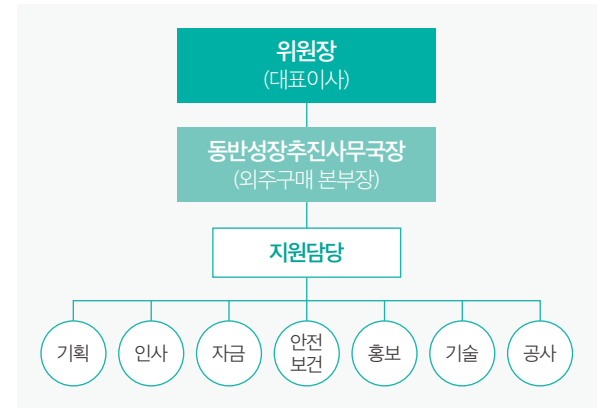 위원장
(대표이사)
동반성장추진사무국장
(외주구매 본부장)
지원담당
기획
인사
자금
안전
보건
홍보
기술
공사